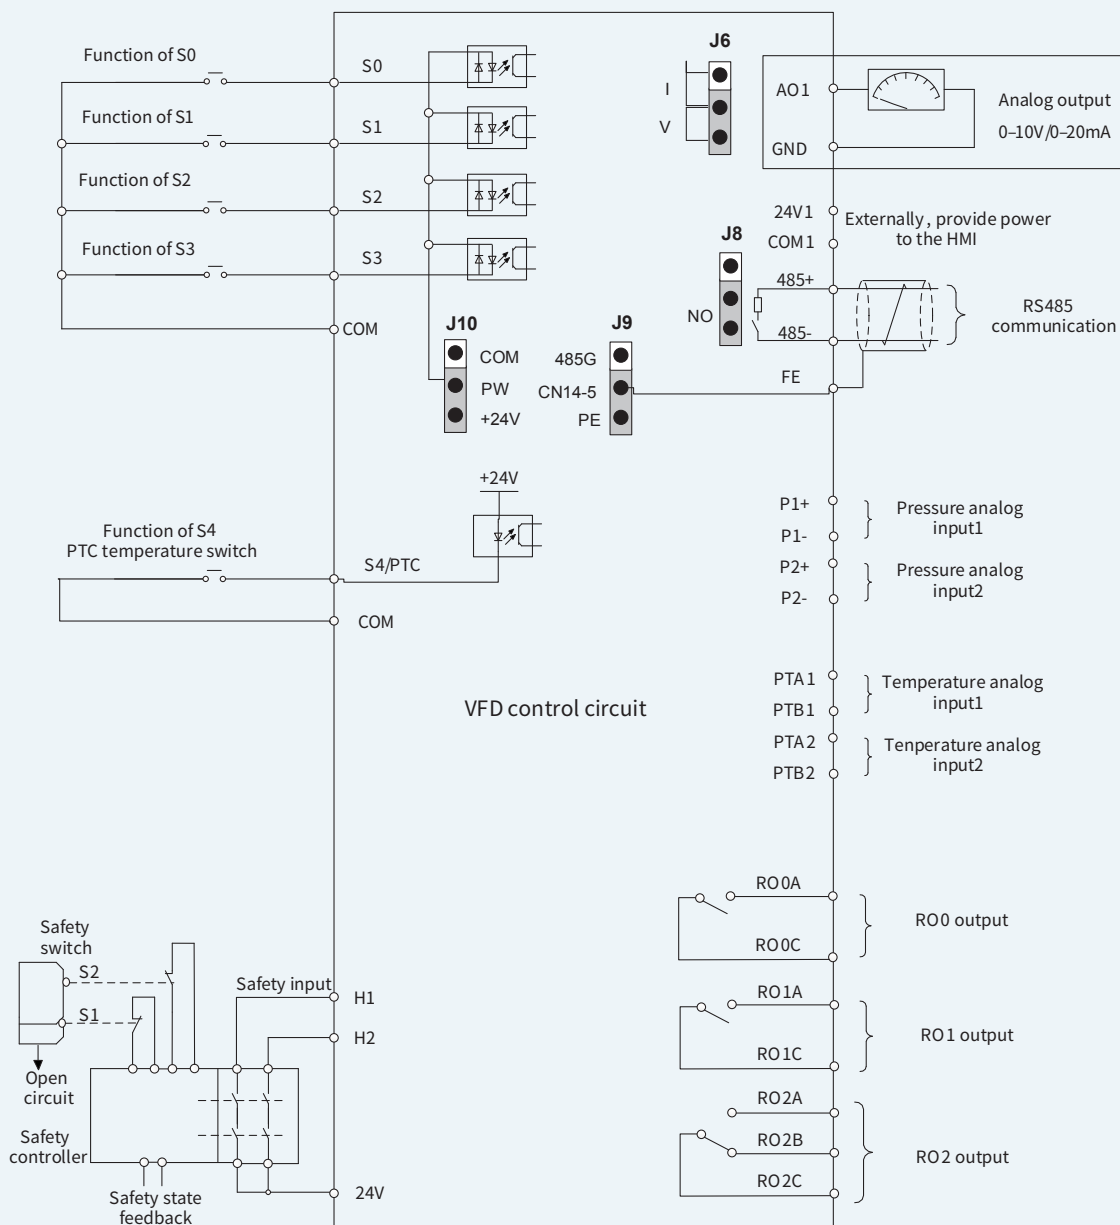 Function of S0
S0
Function of S1
S1
Function of S2
S2
Function of S3
S3
COM
J10
COM
PW
+24V
J9
485G
CN14-5
PE
J6
I
V
AO1
GND
Analog output
0–10V/0–20mA
24V1
COM1
Externally, provide power
to the HMI
J8
NO
485+
485-
RS485
communication
FE
+24V
Function of S4
PTC temperature switch
S4/PTC
COM
P1+
P1-
Pressure analog
input1
P2+
P2-
Pressure analog
input2
VFD control circuit
PTA1
PTB1
Temperature analog
input1
PTA2
PTB2
Tenperature analog
input2
RO0A
RO0C
RO0 output
RO1A
RO1C
RO1 output
RO2A
RO2B
RO2C
RO2 output
Safety
switch
S2
S1
Open
circuit
Safety input
H1
H2
Safety
controller
Safety state
feedback
24V